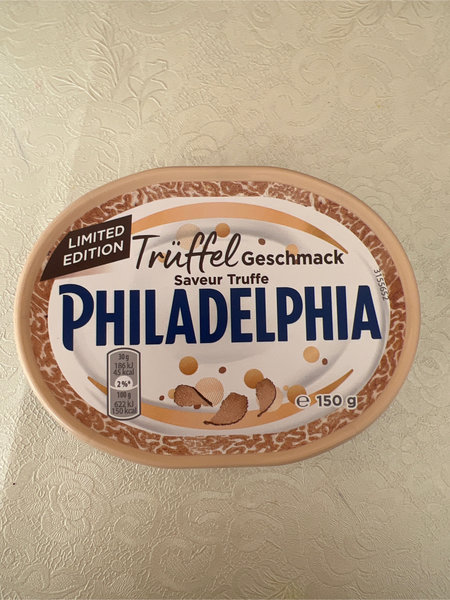 LIMITED
EDITION
Trüffel Geschmack
Saveur Truffe
PHILADELPHIA
3155652
30 g
186 kJ
45 kcal
2%*
100 g
622 kJ
150 kcal
e 150 g